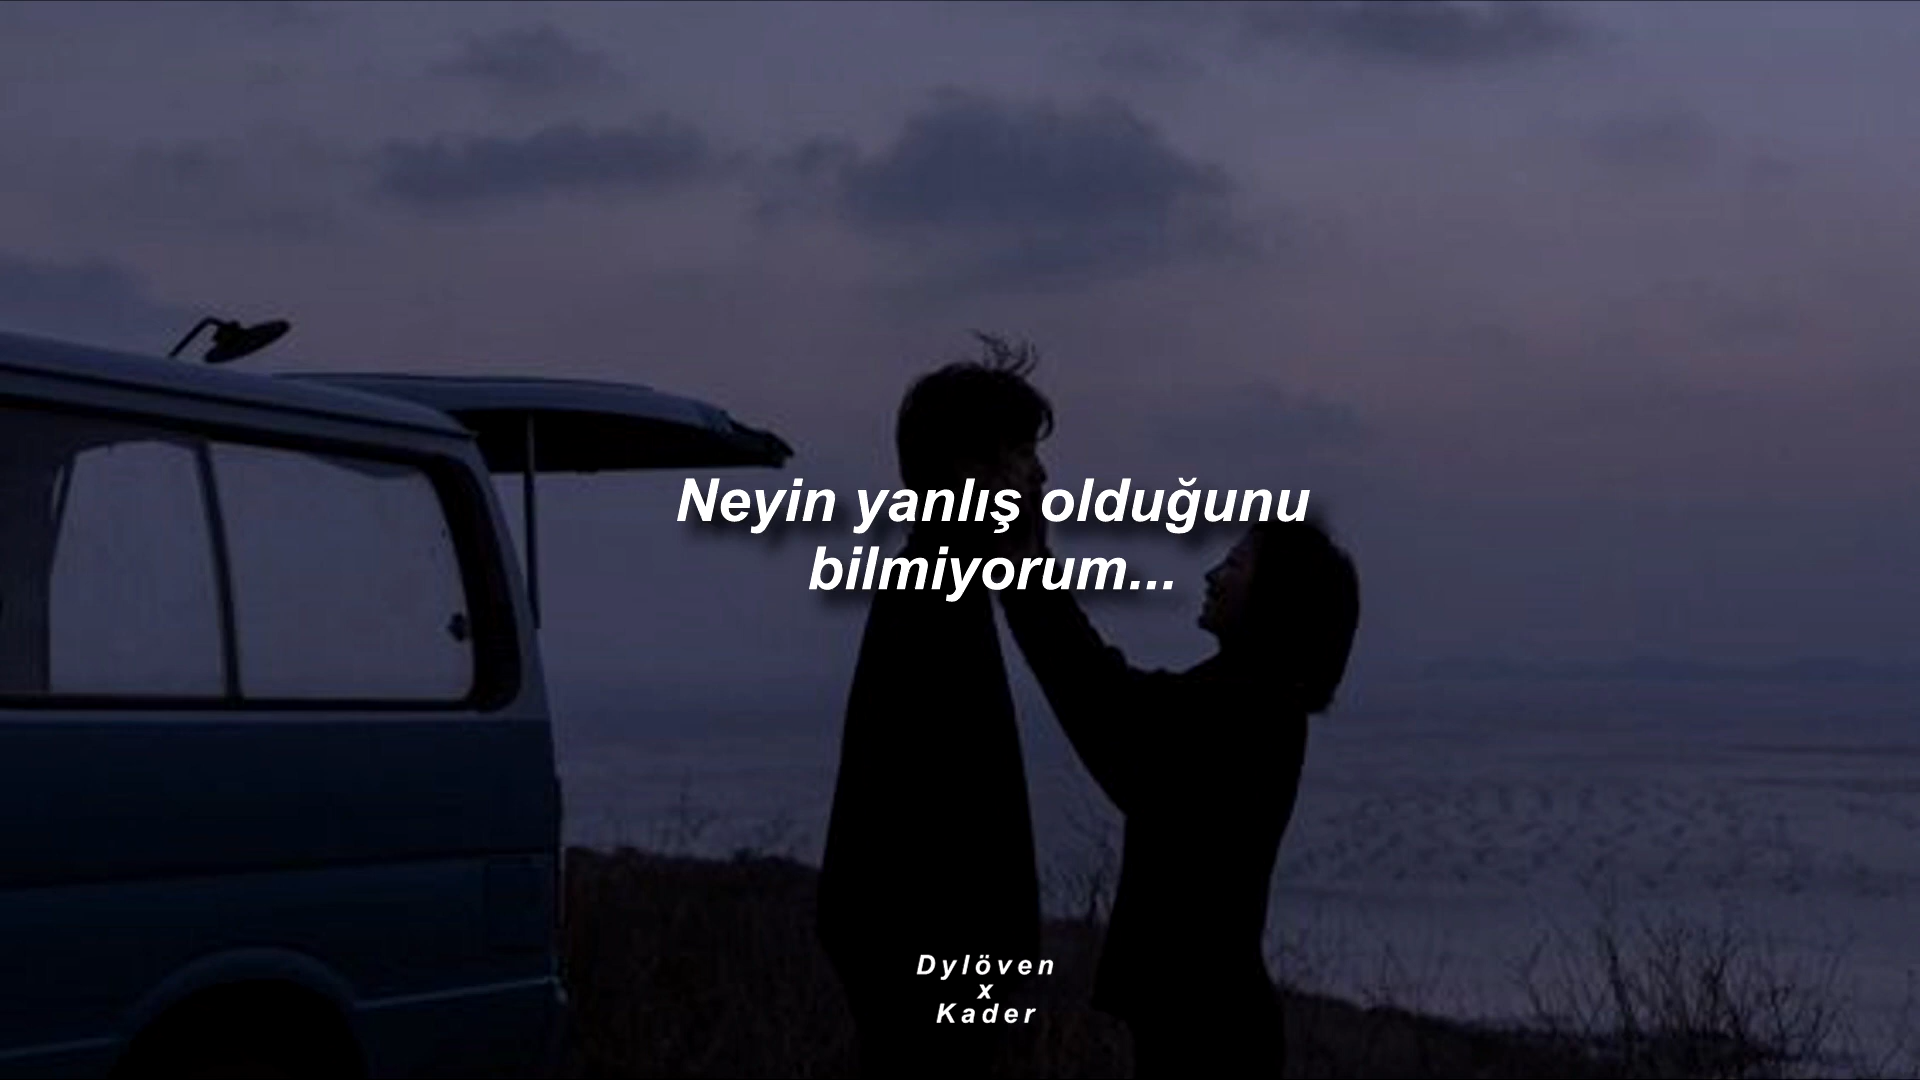 Neyin yanlış olduğunu
bilmiyorum...
Dylöven
x
Kader